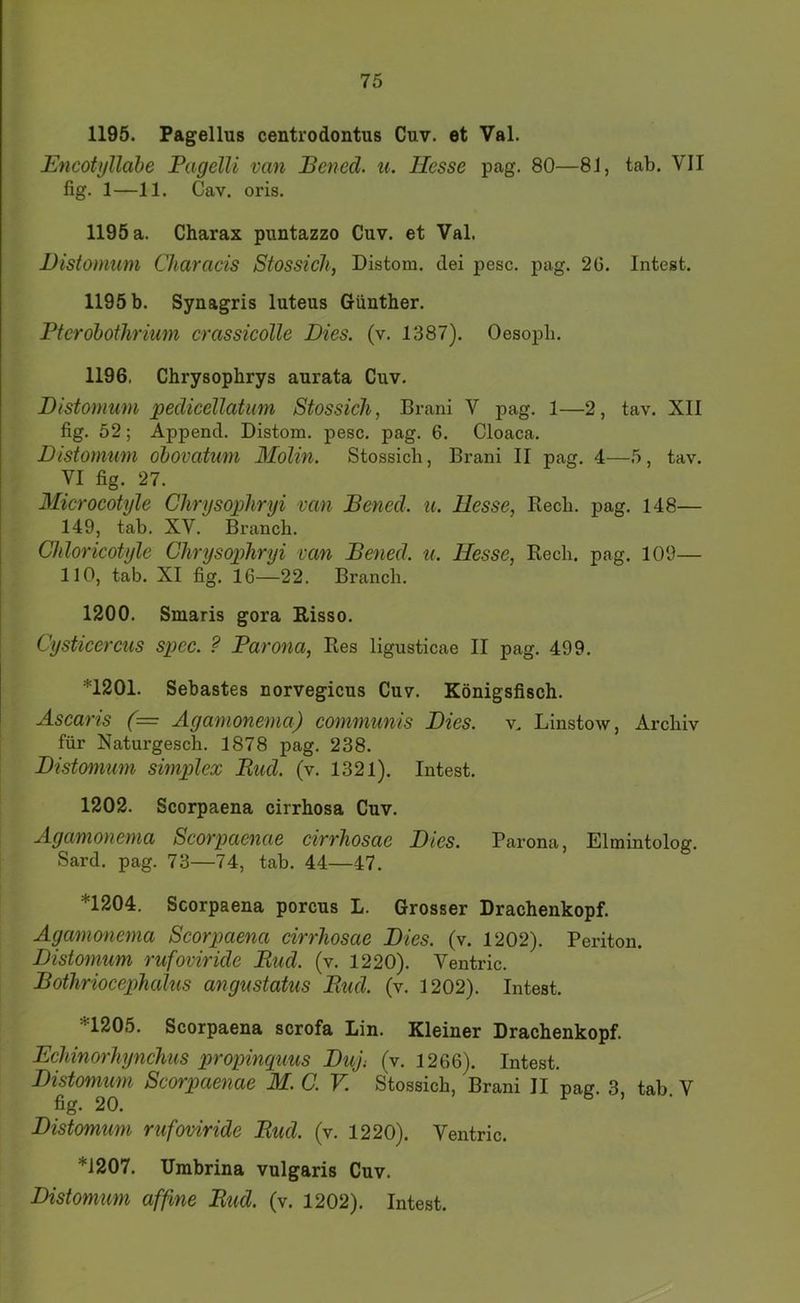 75
1195. Pagellus centrodontus Cuv. et Val.
Encotyllabe Pagelli van Bened. u. Hesse pag. 80—81, tab. VII
fig. 1—11. Cav. oris.
1195 a. Charax puntazzo Cuv. et Val.
Distomum Characis Stossich, Distom. dei pesc. pag. 26. Intest.
1195 b. Synagris luteus Günther.
Pterobothrium crassicolle Dies. (v. 1387). Oesoph.
1196. Chrysophrys aurata Cuv.
Distomum pedicellatum Stossich, Brani V pag. 1—2, tav. XII
fig. 52; Append. Distom. pesc. pag. 6. Cloaca.
Distomum obovatum Molin. Stossich, Brani II pag. 4—5, tav.
VI fig. 27.
Microcotyle Chrysophryi van Bened. u. Hesse, Rech. pag. 148—
149, tab. XV. Branch.
Chloricotyle Chrysophryi van Bened. u. Hesse, Rech. pag. 109—
110, tab. XI fig. 16—22. Branch.
1200. Smaris gora Risso.
Cysticercus spec. ? Parona, Res ligusticae II pag. 499.
*1201. Sebastes norvegicus Cuv. Königsfisch.
Ascaris (= Agamonema) communis Dies. v. Linstow, Archiv
für Naturgesch. 1878 pag. 238.
Distomum simplex Rud. (v. 1321). Intest.
1202. Scorpaena cirrhosa Cuv.
Agamonema Scorpaenae cirrhosae Dies. Parona, Elmintolog.
Sard. pag. 73—74, tab. 44—47.
*1204. Scorpaena porcus L. Grosser Drachenkopf.
Agamonema Scorpaena cirrhosae Dies. (v. 1202). Periton.
Distomum rufoviride Rud. (v. 1220). Ventric.
Bothriocephalus angustatus Rud. (v. 1202). Intest.
*1205. Scorpaena scrofa Lin. Kleiner Drachenkopf.
Echinorhynchus propinquus Duj. (v. 1266). Intest.
Distomum Scorpaenae M. C. V. Stossich, Brani II pag. 3, tab. V
fig. 20.
Distomum rufoviride Rud. (v. 1220). Ventric.
*1207. Umbrina vulgaris Cuv.
Distomum affine Rud. (v. 1202). Intest.